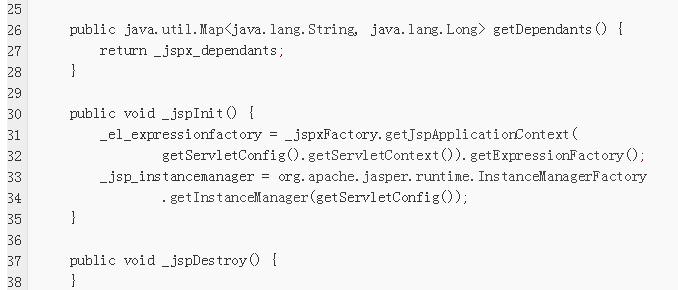 25
26 public java.util.Map<java.lang.String, java.lang.Long> getDependants() {
27 return _jspx_dependants;
28 }
29
30 public void _jspInit() {
31 _el_expressionfactory = _jspxFactory.getJspApplicationContext(
32 getServletConfig().getServletContext()).getExpressionFactory();
33 _jsp_instancemanager = org.apache.jasper.runtime.InstanceManagerFactory
34 .getInstanceManager(getServletConfig());
35 }
36
37 public void _jspDestroy() {
38 }